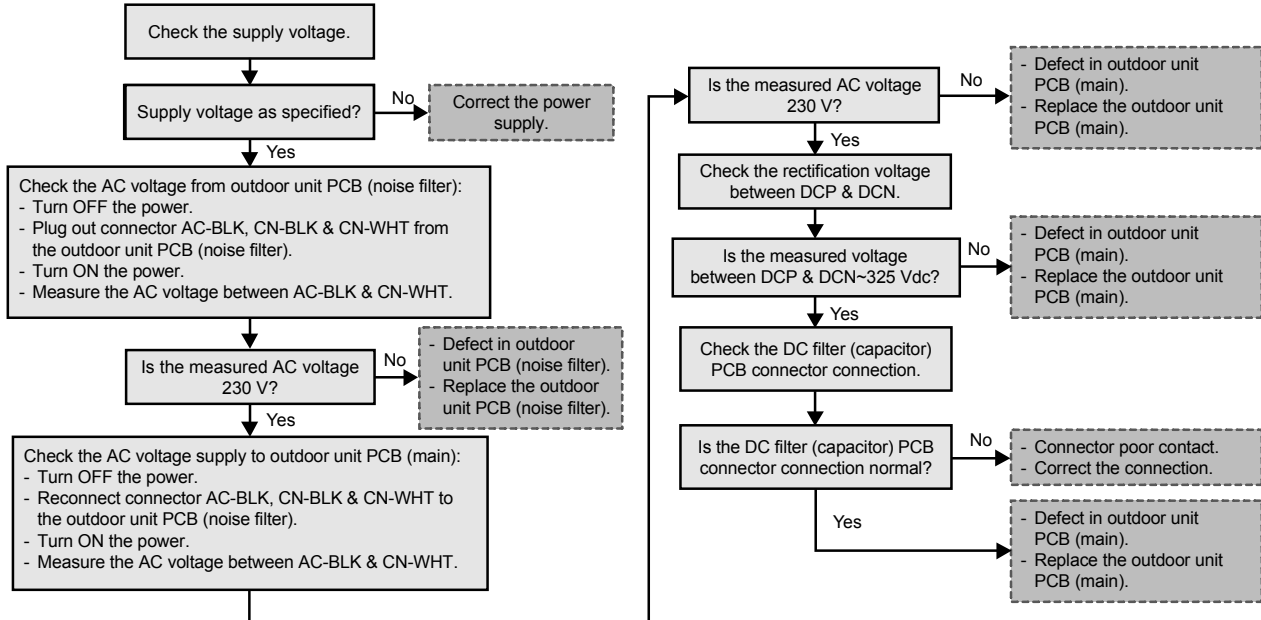 Check the supply voltage.
Supply voltage as specified?
No
Correct the power
supply.
Yes
Check the AC voltage from outdoor unit PCB (noise filter):
- Turn OFF the power.
- Plug out connector AC-BLK, CN-BLK & CN-WHT from
the outdoor unit PCB (noise filter).
- Turn ON the power.
- Measure the AC voltage between AC-BLK & CN-WHT.
Is the measured AC voltage
230 V?
No
- Defect in outdoor
unit PCB (noise filter).
- Replace the outdoor
unit PCB (noise filter).
Yes
Check the AC voltage supply to outdoor unit PCB (main):
- Turn OFF the power.
- Reconnect connector AC-BLK, CN-BLK & CN-WHT to
the outdoor unit PCB (noise filter).
- Turn ON the power.
- Measure the AC voltage between AC-BLK & CN-WHT.
Is the measured AC voltage
230 V?
No
- Defect in outdoor unit
PCB (main).
- Replace the outdoor unit
PCB (main).
Yes
Check the rectification voltage
between DCP & DCN.
Is the measured voltage
between DCP & DCN~325 Vdc?
No
- Defect in outdoor unit
PCB (main).
- Replace the outdoor unit
PCB (main).
Yes
Check the DC filter (capacitor)
PCB connector connection.
Is the DC filter (capacitor) PCB
connector connection normal?
No
- Connector poor contact.
- Correct the connection.
Yes
- Defect in outdoor unit
PCB (main).
- Replace the outdoor unit
PCB (main).